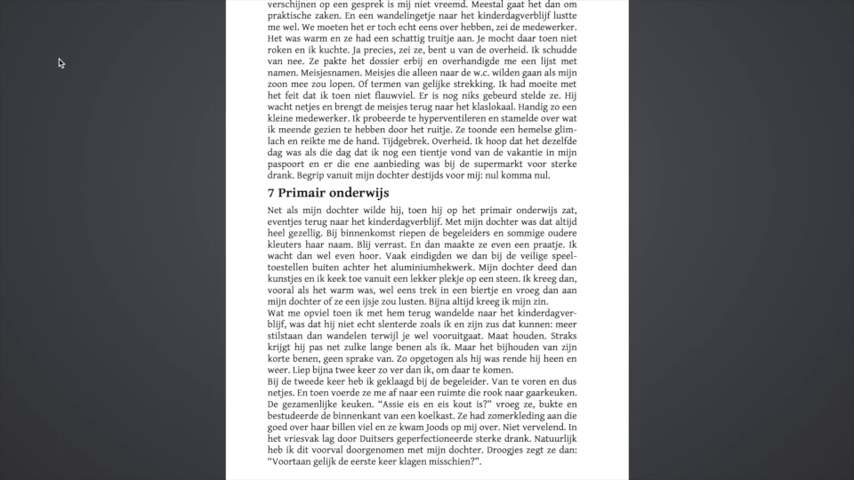 verschijnen op een gesprek is mij niet vreemd. Meestal gaat het dan om
praktische zaken. En een wandelingetje naar het kinderdagverblijf lustte
me wel. We moeten het er toch echt eens over hebben, zei de medewerker.
Het was warm en ze had een schattig truitje aan. Je mocht daar toen niet
roken en ik kuchte. Ja precies, zei ze, bent u van de overheid. Ik schudde
van nee. Ze pakte het dossier erbij en overhandigde me een lijst met
namen. Meisjesnamen. Meisjes die alleen naar de w.c. wilden gaan als mijn
zoon mee zou lopen. Of termen van gelijke strekking. Ik had moeite met
het feit dat ik toen niet flauwviel. Er is nog niks gebeurd stelde ze. Hij
wacht netjes en brengt de meisjes terug naar het klaslokaal. Handig zo een
kleine medewerker. Ik probeerde te hyperventileren en stamelde over wat
ik meende gezien te hebben door het ruitje. Ze toonde een hemelse glim-
lach en reikte me de hand. Tijdgebrek. Overheid. Ik hoop dat het dezelfde
dag was als die dag dat ik nog een tientje vond van de vakantie in mijn
paspoort en er die ene aanbieding was bij de supermarkt voor sterke
drank. Begrip vanuit mijn dochter destijds voor mij: nul komma nul.
7 Primair onderwijs
Net als mijn dochter wilde hij, toen hij op het primair onderwijs zat,
eventjes terug naar het kinderdagverblijf. Met mijn dochter was dat altijd
heel gezellig. Bij binnenkomst riepen de begeleiders en sommige oudere
kleuters haar naam. Blij verrast. En dan maakte ze even een praatje. Ik
wacht dan wel even hoor. Vaak eindigden we dan bij de veilige speel-
toestellen buiten achter het aluminiumhekwerk. Mijn dochter deed dan
kunstjes en ik keek toe vanuit een lekker plekje op een steen. Ik kreeg dan,
vooral als het warm was, wel eens trek in een biertje en vroeg dan aan
mijn dochter of ze een ijsje zou lusten. Bijna altijd kreeg ik mijn zin.
Wat me opviel toen ik met hem terug wandelde naar het kinderdagver-
blijf, was dat hij niet echt slenterde zoals ik en zijn zus dat kunnen: meer
stilstaan dan wandelen terwijl je wel vooruitgaat. Maat houden. Straks
krijgt hij pas net zulke lange benen als ik. Maar het bijhouden van zijn
korte benen, geen sprake van. Zo opgetogen als hij was rende hij heen en
weer. Liep bijna twee keer zo ver dan ik, om daar te komen.
Bij de tweede keer heb ik geklaagd bij de begeleider. Van te voren en dus
netjes. En toen voerde ze me af naar een ruimte die rook naar gaarkeuken.
De gezamenlijke keuken. “Assie eis en eis kout is?” vroeg ze, bukte en
bestudeerde de binnenkant van een koelkast. Ze had zomerkleding aan die
goed over haar billen viel en ze kwam Joods op mij over. Niet vervelend. In
het vriesvak lag door Duitsers geperfectioneerde sterke drank. Natuurlijk
heb ik dit voorval doorgenomen met mijn dochter. Droogjes zegt ze dan:
“Voortaan gelijk de eerste keer klagen misschien?”.